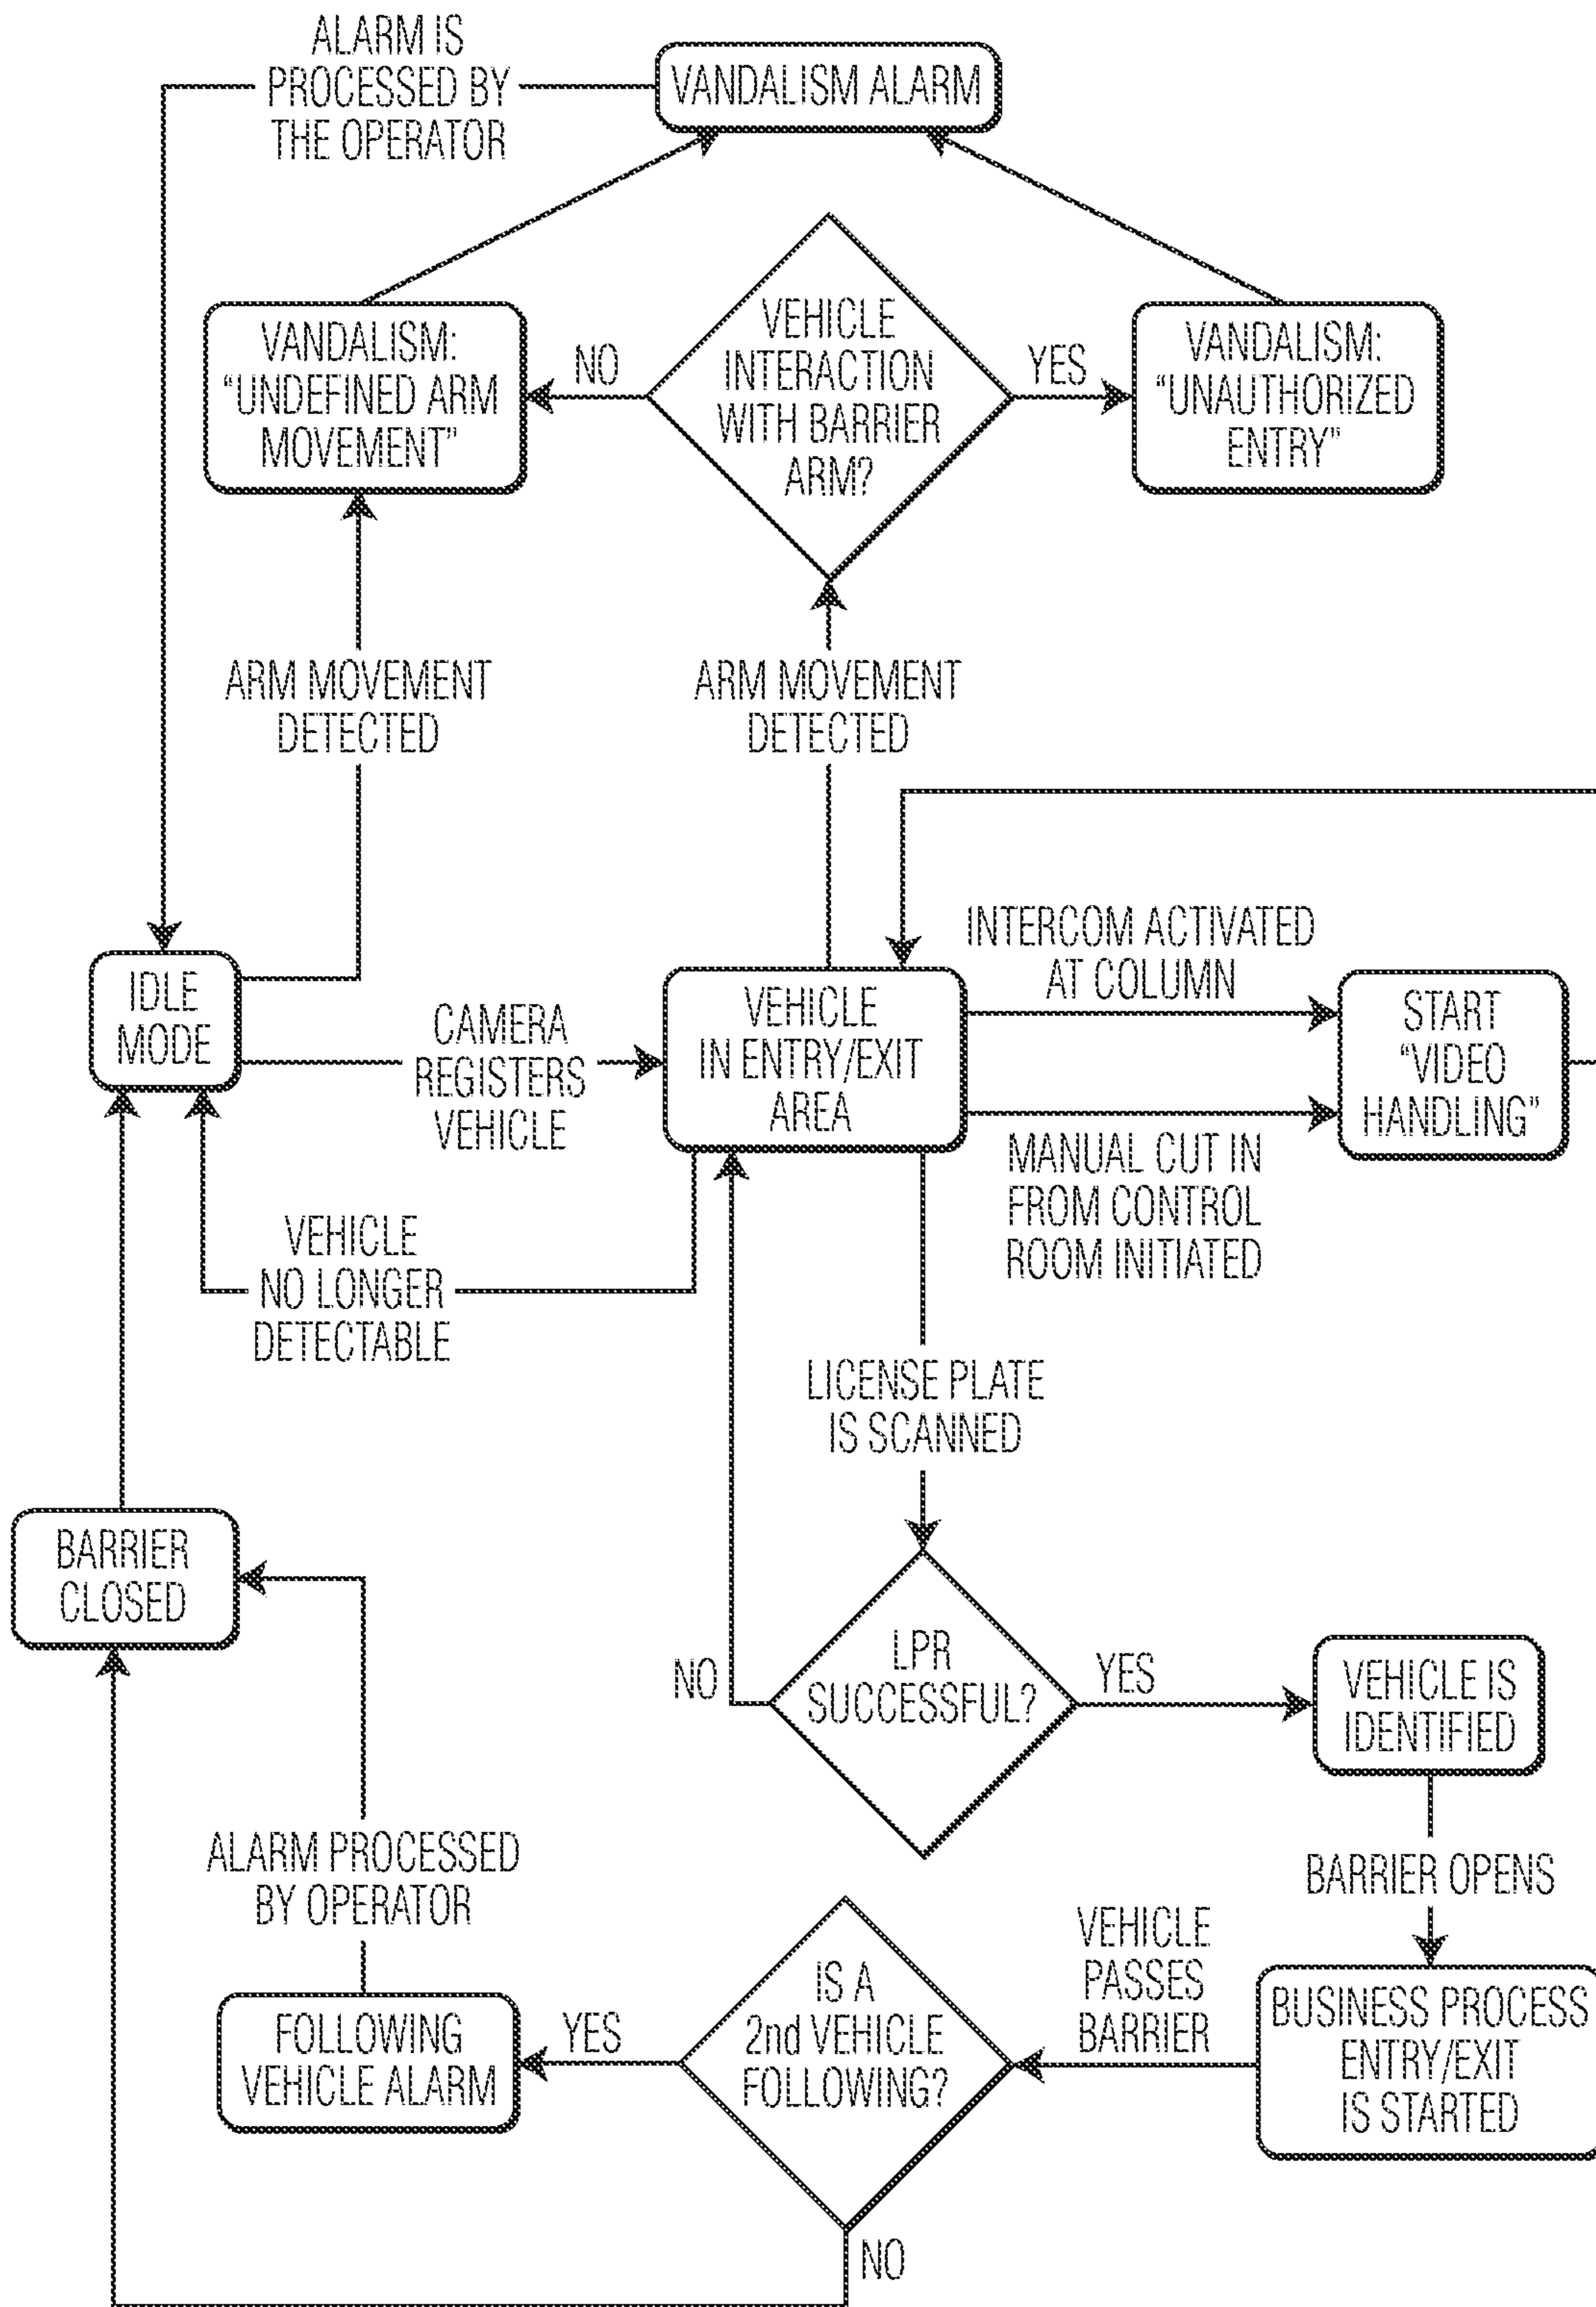 ALARM IS
PROCESSED BY
THE OPERATOR
VANDALISM ALARM
VANDALISM:
"UNDEFINED ARM
MOVEMENT"
NO
VEHICLE
INTERACTION
WITH BARRIER
ARM?
YES
VANDALISM:
"UNAUTHORIZED
ENTRY"
ARM MOVEMENT
DETECTED
ARM MOVEMENT
DETECTED
IDLE
MODE
CAMERA
REGISTERS
VEHICLE
VEHICLE
IN ENTRY/EXIT
AREA
INTERCOM ACTIVATED
AT COLUMN
MANUAL CUT IN
FROM CONTROL
ROOM INITIATED
START
"VIDEO
HANDLING"
VEHICLE
NO LONGER
DETECTABLE
LICENSE PLATE
IS SCANNED
BARRIER
CLOSED
NO
LPR
SUCCESSFUL?
YES
VEHICLE IS
IDENTIFIED
BARRIER OPENS
ALARM PROCESSED
BY OPERATOR
FOLLOWING
VEHICLE ALARM
YES
IS A
2nd VEHICLE
FOLLOWING?
VEHICLE
PASSES
BARRIER
BUSINESS PROCESS
ENTRY/EXIT
IS STARTED
NO